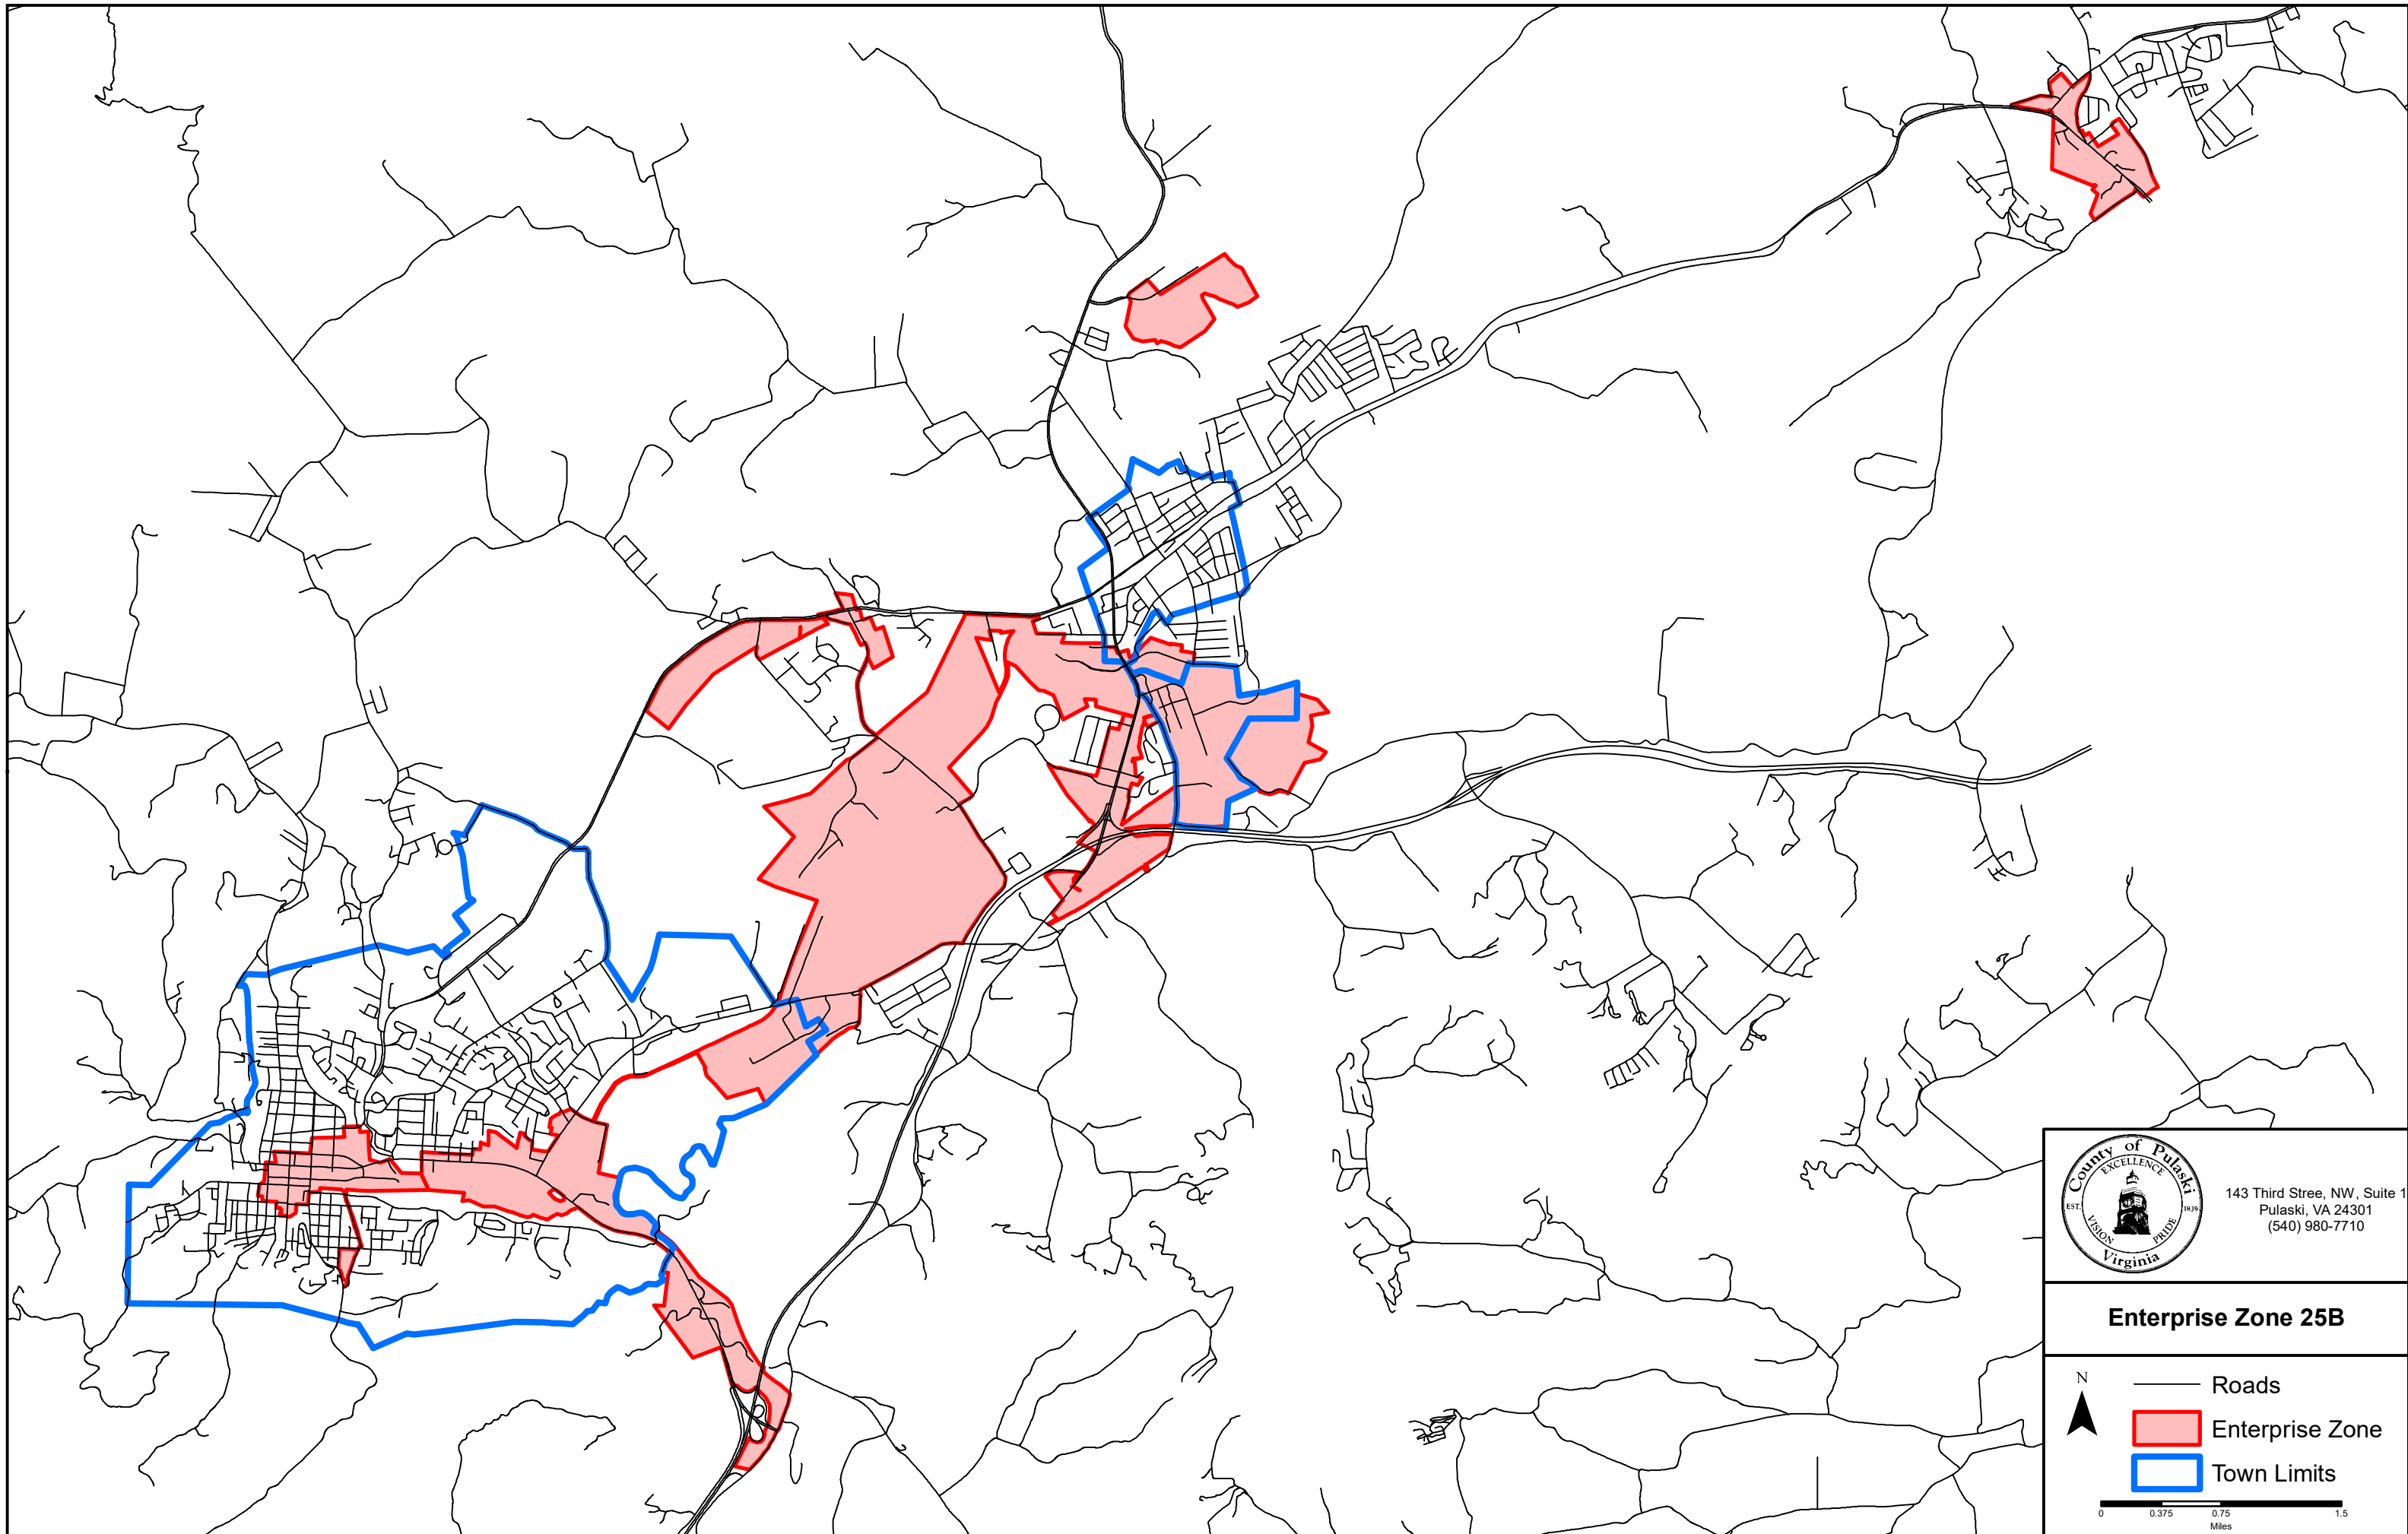 County of Pulaski
EXCELLENCE
EST.
1839
VISION
PRIDE
Virginia
143 Third Stree, NW, Suite 1
Pulaski, VA 24301
(540) 980-7710
Enterprise Zone 25B
N
Roads
Enterprise Zone
Town Limits
0 0.375 0.75 1.5
Miles